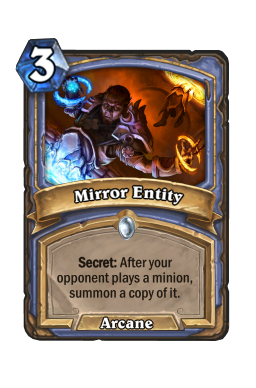 3
Mirror Entity
Secret: After your
opponent plays a minion,
summon a copy of it.
Arcane